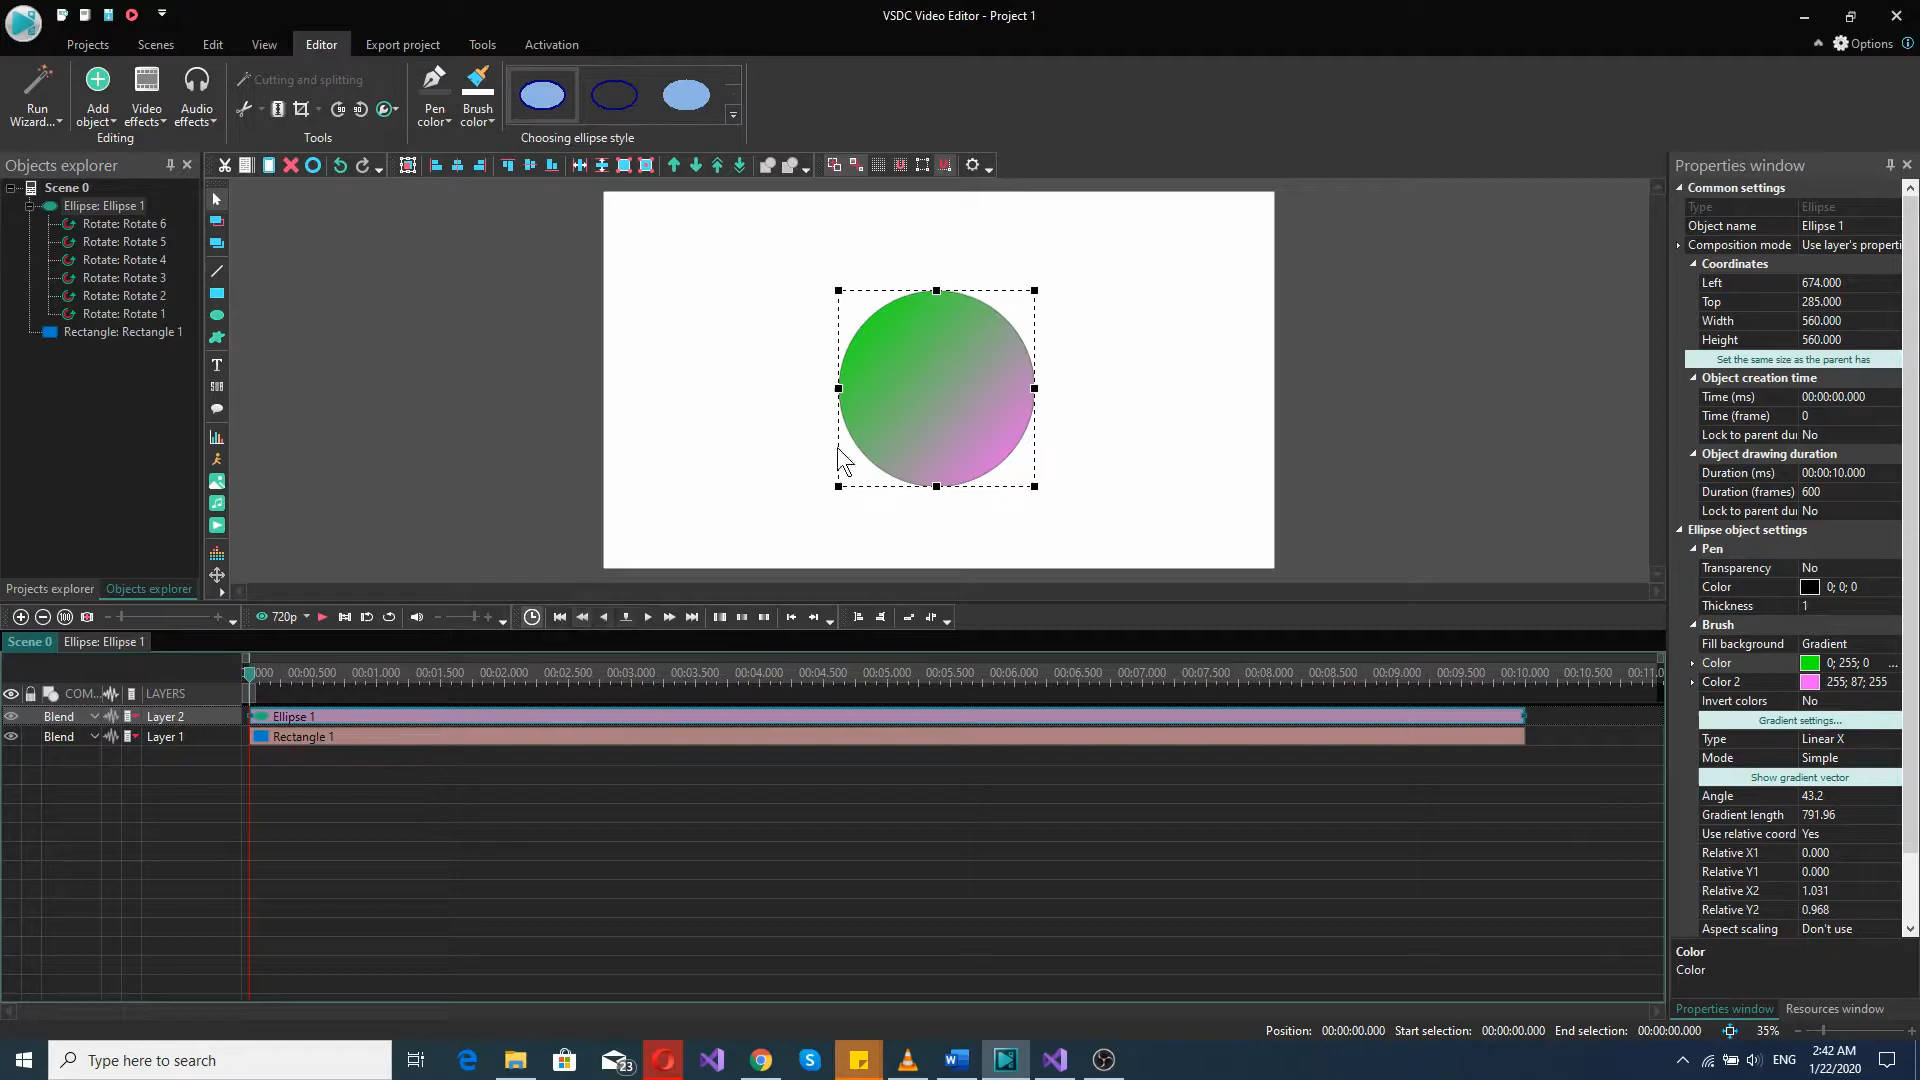 VSDC Video Editor - Project 1
Projects Scenes Edit View Editor Export project Tools Activation
Options
Run Wizard...
Add object
Video effects
Audio effects
Editing
Cutting and splitting
Tools
Pen color
Brush color
Choosing ellipse style
Objects explorer
Scene 0
Ellipse: Ellipse 1
Rotate: Rotate 6
Rotate: Rotate 5
Rotate: Rotate 4
Rotate: Rotate 3
Rotate: Rotate 2
Rotate: Rotate 1
Rectangle: Rectangle 1
Projects explorer Objects explorer
Properties window
Common settings
Type Ellipse
Object name Ellipse 1
Composition mode Use layer's properti
Coordinates
Left 674.000
Top 285.000
Width 560.000
Height 560.000
Set the same size as the parent has
Object creation time
Time (ms) 00:00:00.000
Time (frame) 0
Lock to parent dur No
Object drawing duration
Duration (ms) 00:00:10.000
Duration (frames) 600
Lock to parent dur No
Ellipse object settings
Pen
Transparency No
Color 0; 0; 0
Thickness 1
Brush
Fill background Gradient
Color 0; 255; 0 ...
Color 2 255; 87; 255
Invert colors No
Gradient settings...
Type Linear X
Mode Simple
Show gradient vector
Angle 43.2
Gradient length 791.96
Use relative coord Yes
Relative X1 0.000
Relative Y1 0.000
Relative X2 1.031
Relative Y2 0.968
Aspect scaling Don't use
Color
Color
Properties window Resources window
720p
Scene 0 Ellipse: Ellipse 1
000 00:00.500 00:01.000 00:01.500 00:02.000 00:02.500 00:03.000 00:03.500 00:04.000 00:04.500 00:05.000 00:05.500 00:06.000 00:06.500 00:07.000 00:07.500 00:08.000 00:08.500 00:09.000 00:09.500 00:10.000 00:10.500 00:11.0
COM... LAYERS
Blend Layer 2 Ellipse 1
Blend Layer 1 Rectangle 1
Position: 00:00:00.000 Start selection: 00:00:00.000 End selection: 00:00:00.000 35%
Type here to search
23
ENG
2:42 AM
1/22/2020